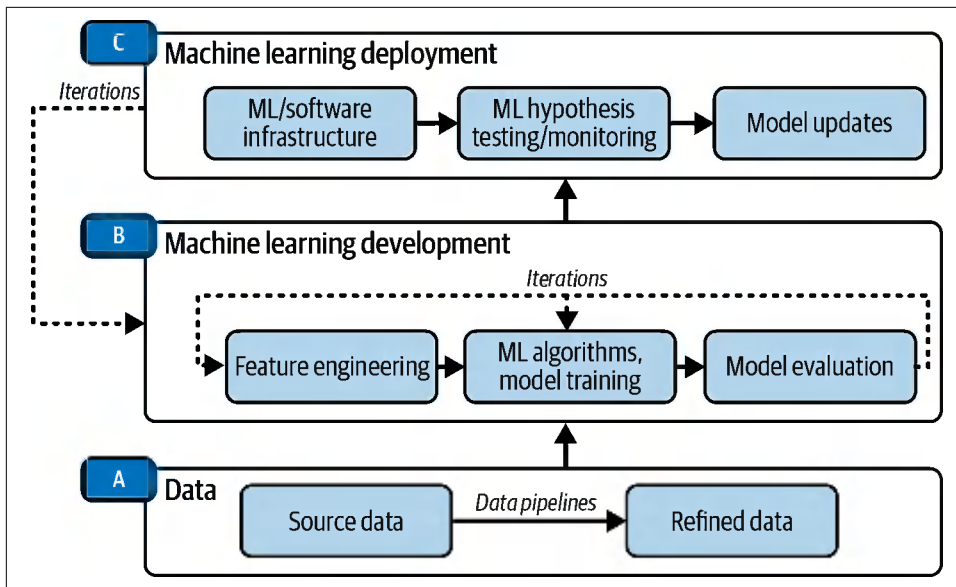 C
Machine learning deployment
Iterations
ML/software
infrastructure
ML hypothesis
testing/monitoring
Model updates
B
Machine learning development
Iterations
Feature engineering
ML algorithms,
model training
Model evaluation
A
Data
Source data
Data pipelines
Refined data